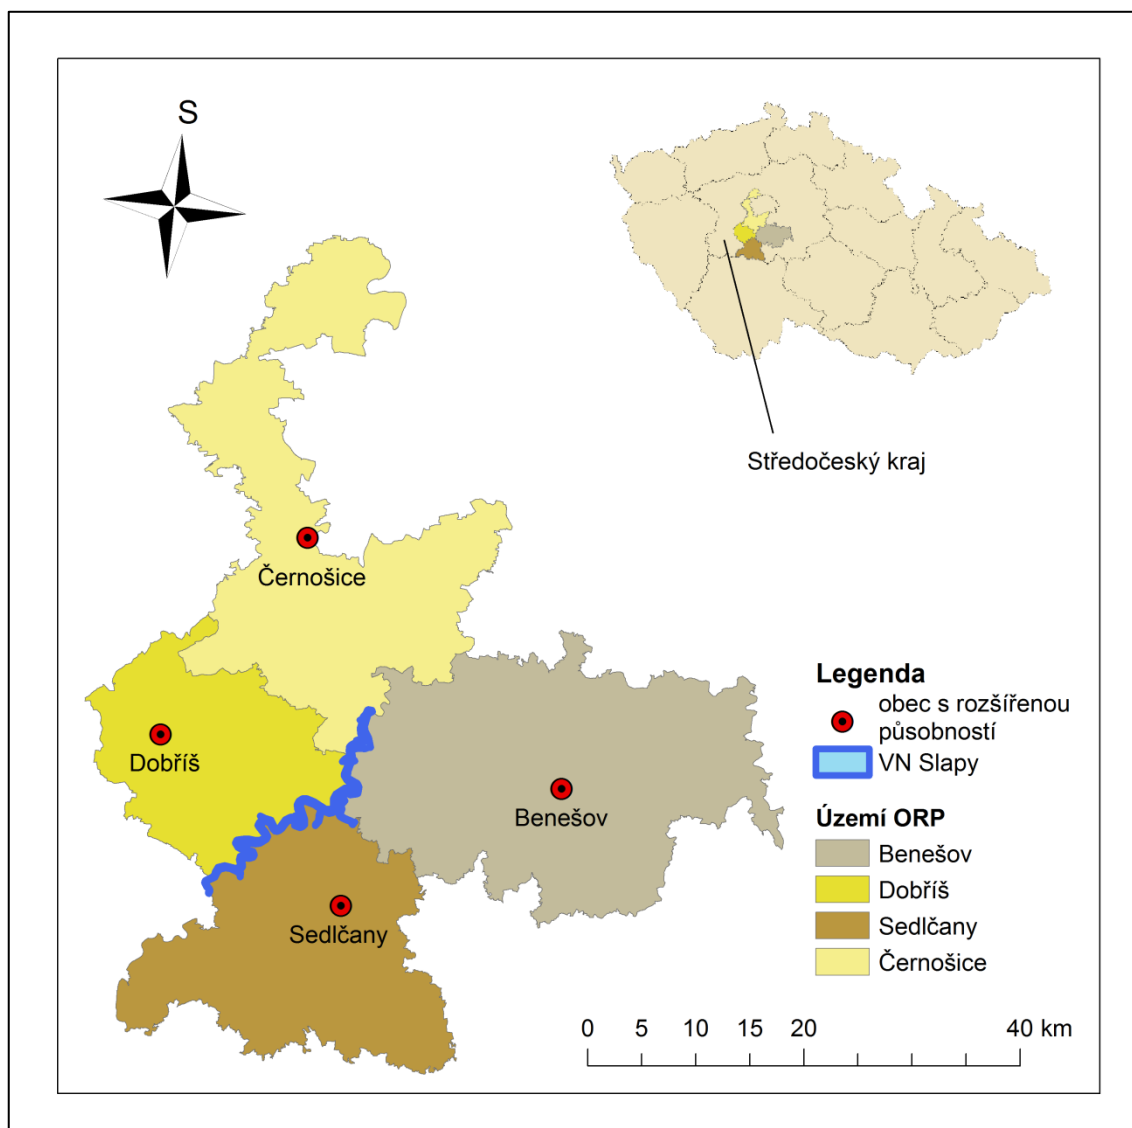 S
Středočeský kraj
Černošice
Dobříš
Benešov
Sedlčany
Legenda
obec s rozšířenou
působností
VN Slapy
Území ORP
Benešov
Dobříš
Sedlčany
Černošice
0 5 10 15 20 40 km